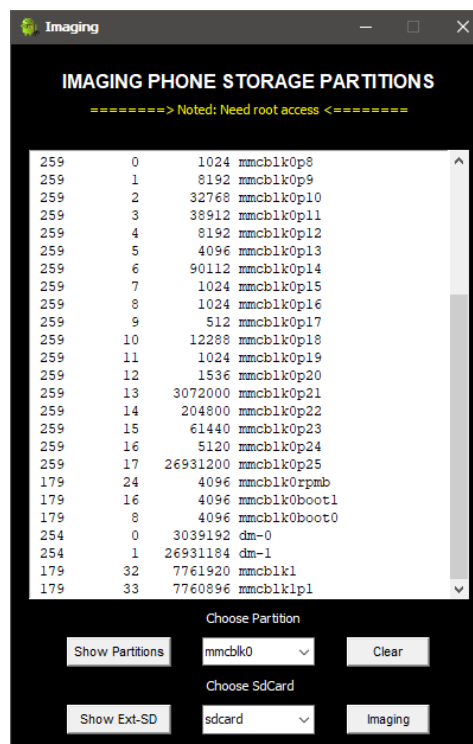 Imaging
IMAGING PHONE STORAGE PARTITIONS
========> Noted: Need root access <========
259 0 1024 mmcblk0p8
259 1 8192 mmcblk0p9
259 2 32768 mmcblk0p10
259 3 38912 mmcblk0p11
259 4 8192 mmcblk0p12
259 5 4096 mmcblk0p13
259 6 90112 mmcblk0p14
259 7 1024 mmcblk0p15
259 8 1024 mmcblk0p16
259 9 512 mmcblk0p17
259 10 12288 mmcblk0p18
259 11 1024 mmcblk0p19
259 12 1536 mmcblk0p20
259 13 3072000 mmcblk0p21
259 14 204800 mmcblk0p22
259 15 61440 mmcblk0p23
259 16 5120 mmcblk0p24
259 17 26931200 mmcblk0p25
179 24 4096 mmcblk0rpmb
179 16 4096 mmcblk0boot1
179 8 4096 mmcblk0boot0
254 0 3039192 dm-0
254 1 26931184 dm-1
179 32 7761920 mmcblk1
179 33 7760896 mmcblk1p1
Choose Partition
Show Partitions mmcblk0 Clear
Choose SdCard
Show Ext-SD sdcard Imaging